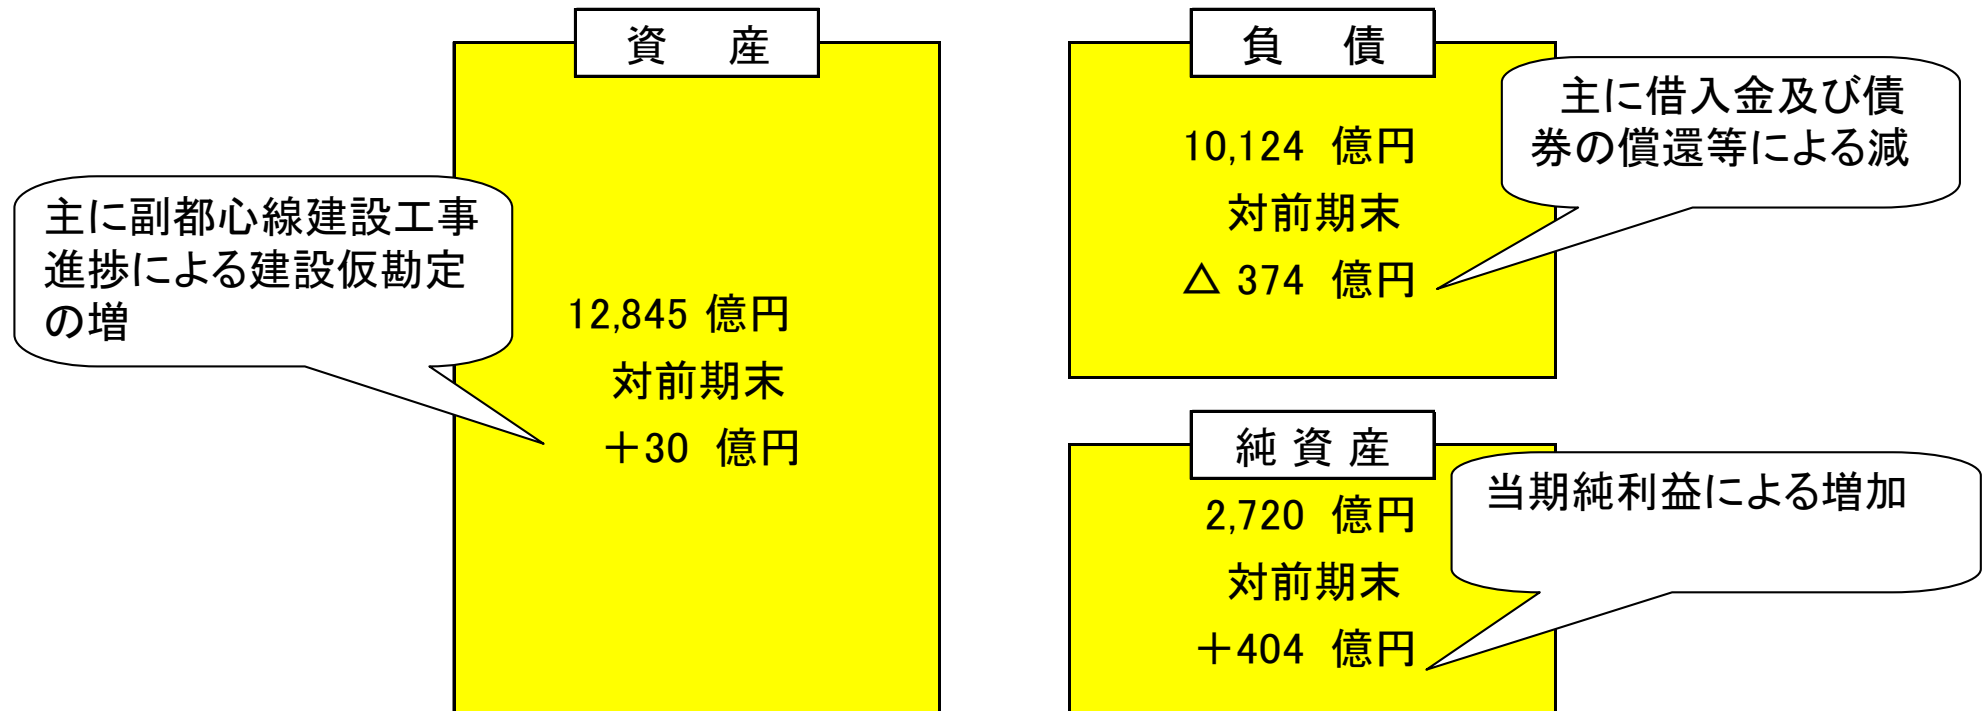 資　産
主に副都心線建設工事
進捗による建設仮勘定
の増
12,845 億円
対前期末
＋30 億円
負　債
10,124 億円
対前期末
△ 374 億円
主に借入金及び債
券の償還等による減
純 資 産
2,720 億円
対前期末
＋404 億円
当期純利益による増加